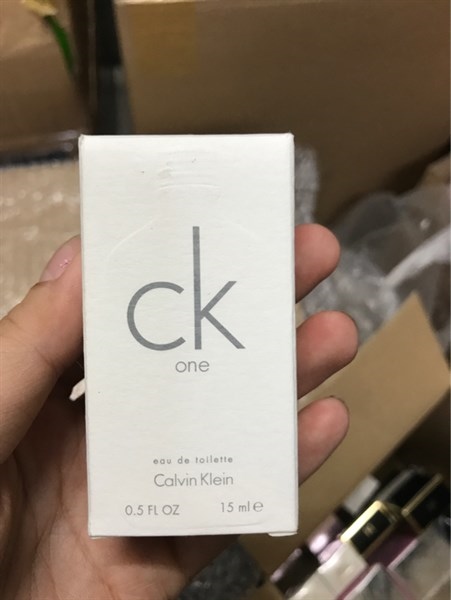 ck
one
eau de toilette
Calvin Klein
0.5 FL OZ 15 ml ℮